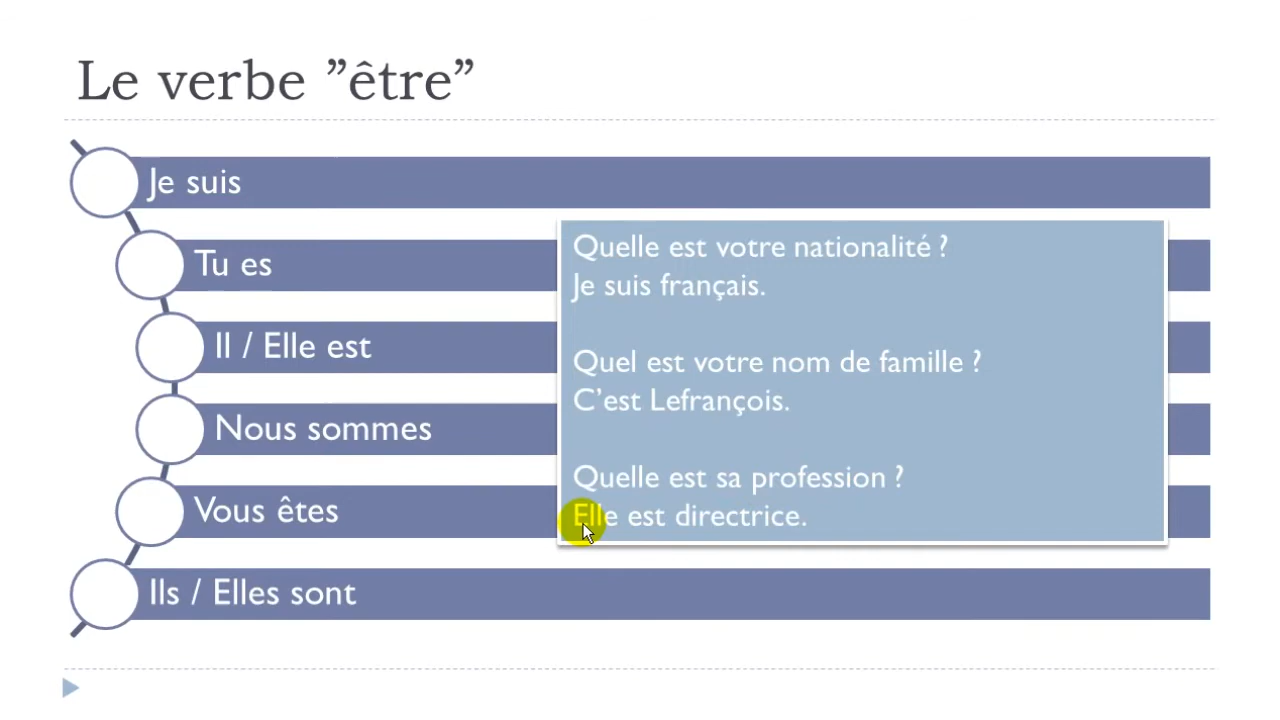 Le verbe ”être”
Je suis
Tu es
Il / Elle est
Nous sommes
Vous êtes
Ils / Elles sont
Quelle est votre nationalité ?
Je suis français.
Quel est votre nom de famille ?
C’est Lefrançois.
Quelle est sa profession ?
Elle est directrice.